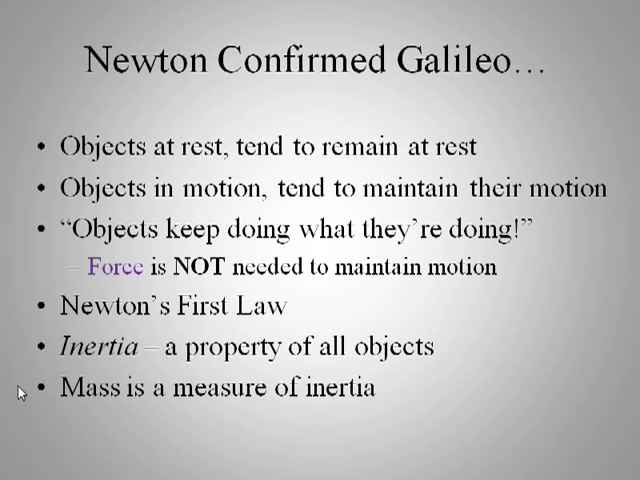 Newton Confirmed Galileo…
• Objects at rest, tend to remain at rest
• Objects in motion, tend to maintain their motion
• “Objects keep doing what they’re doing!”
– Force is NOT needed to maintain motion
• Newton’s First Law
• Inertia – a property of all objects
• Mass is a measure of inertia